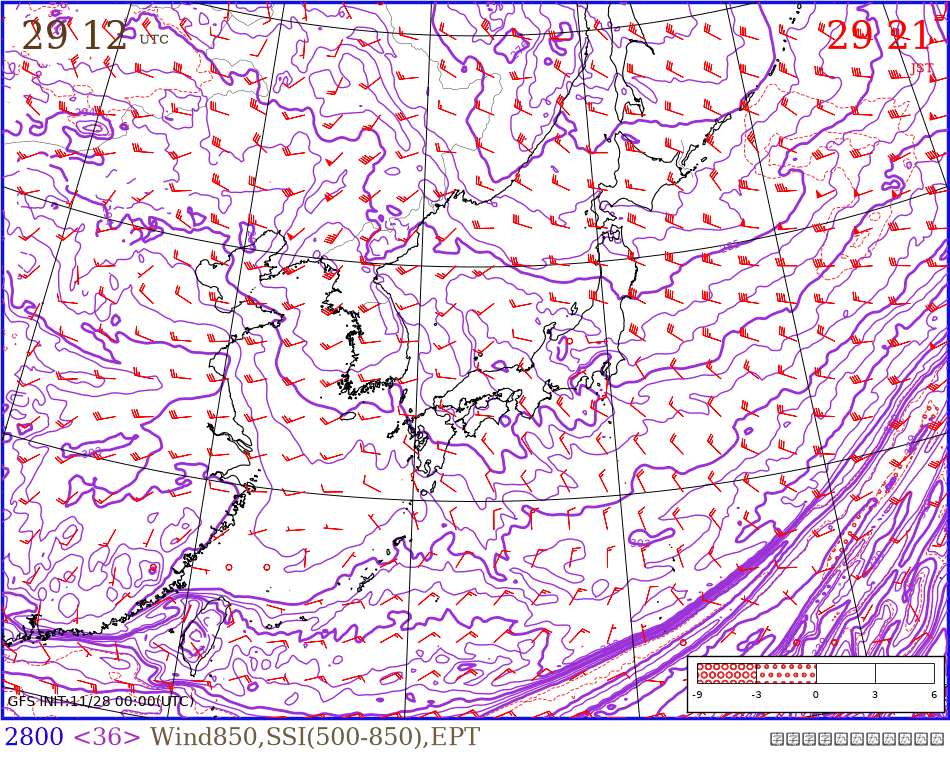 29 12 UTC
29 21 JST
-9 -3 0 3 6
GFS INIT:11/28 00:00(UTC)
2800 <36> Wind850,SSI(500-850),EPT